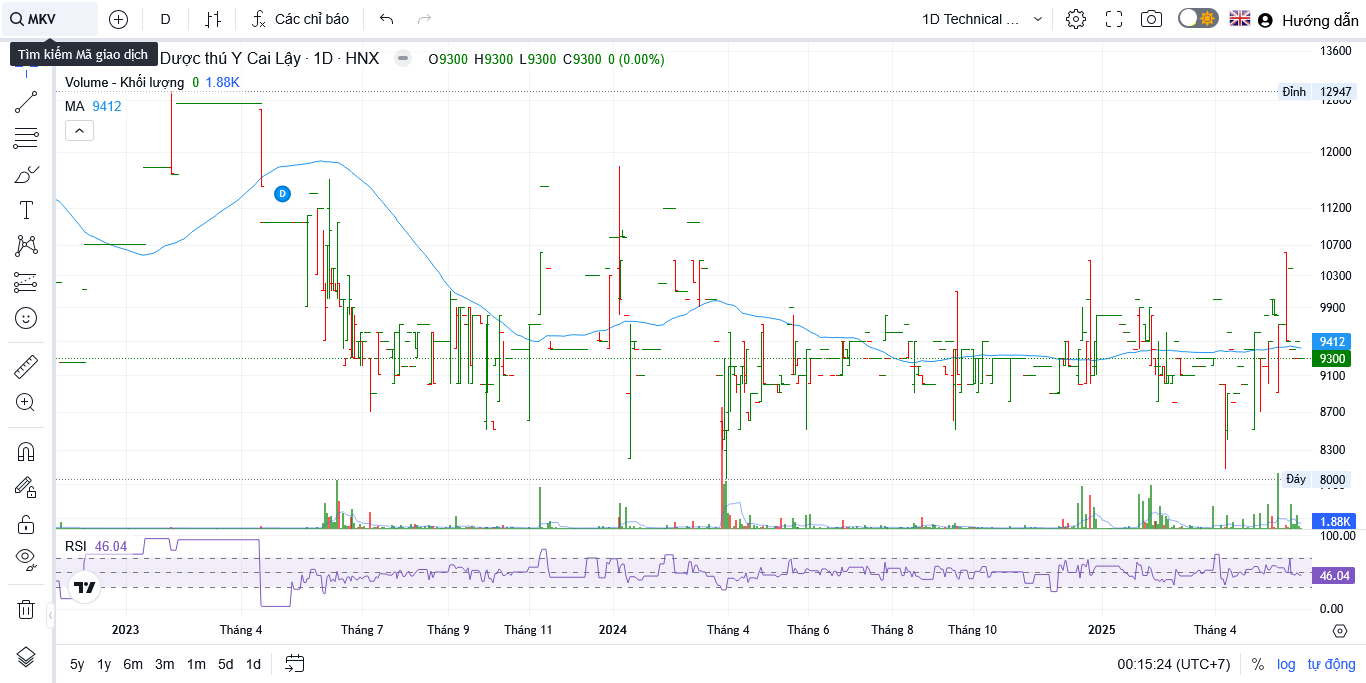 MKV
D
Các chỉ báo
1D Technical ...
Hướng dẫn
Tìm kiếm Mã giao dịch
Dược thú Y Cai Lậy · 1D · HNX
O9300 H9300 L9300 C9300 0 (0.00%)
Volume - Khối lượng 0 1.88K
MA 9412
D
13600
Đỉnh 12947
12800
12000
11200
10700
10300
9900
9412
9300
9100
8700
8300
Đáy 8000
1.88K
RSI 46.04
100.00
46.04
0.00
2023
Tháng 4
Tháng 7
Tháng 9
Tháng 11
2024
Tháng 4
Tháng 6
Tháng 8
Tháng 10
2025
Tháng 4
5y 1y 6m 3m 1m 5d 1d
00:15:24 (UTC+7)
% log tự động